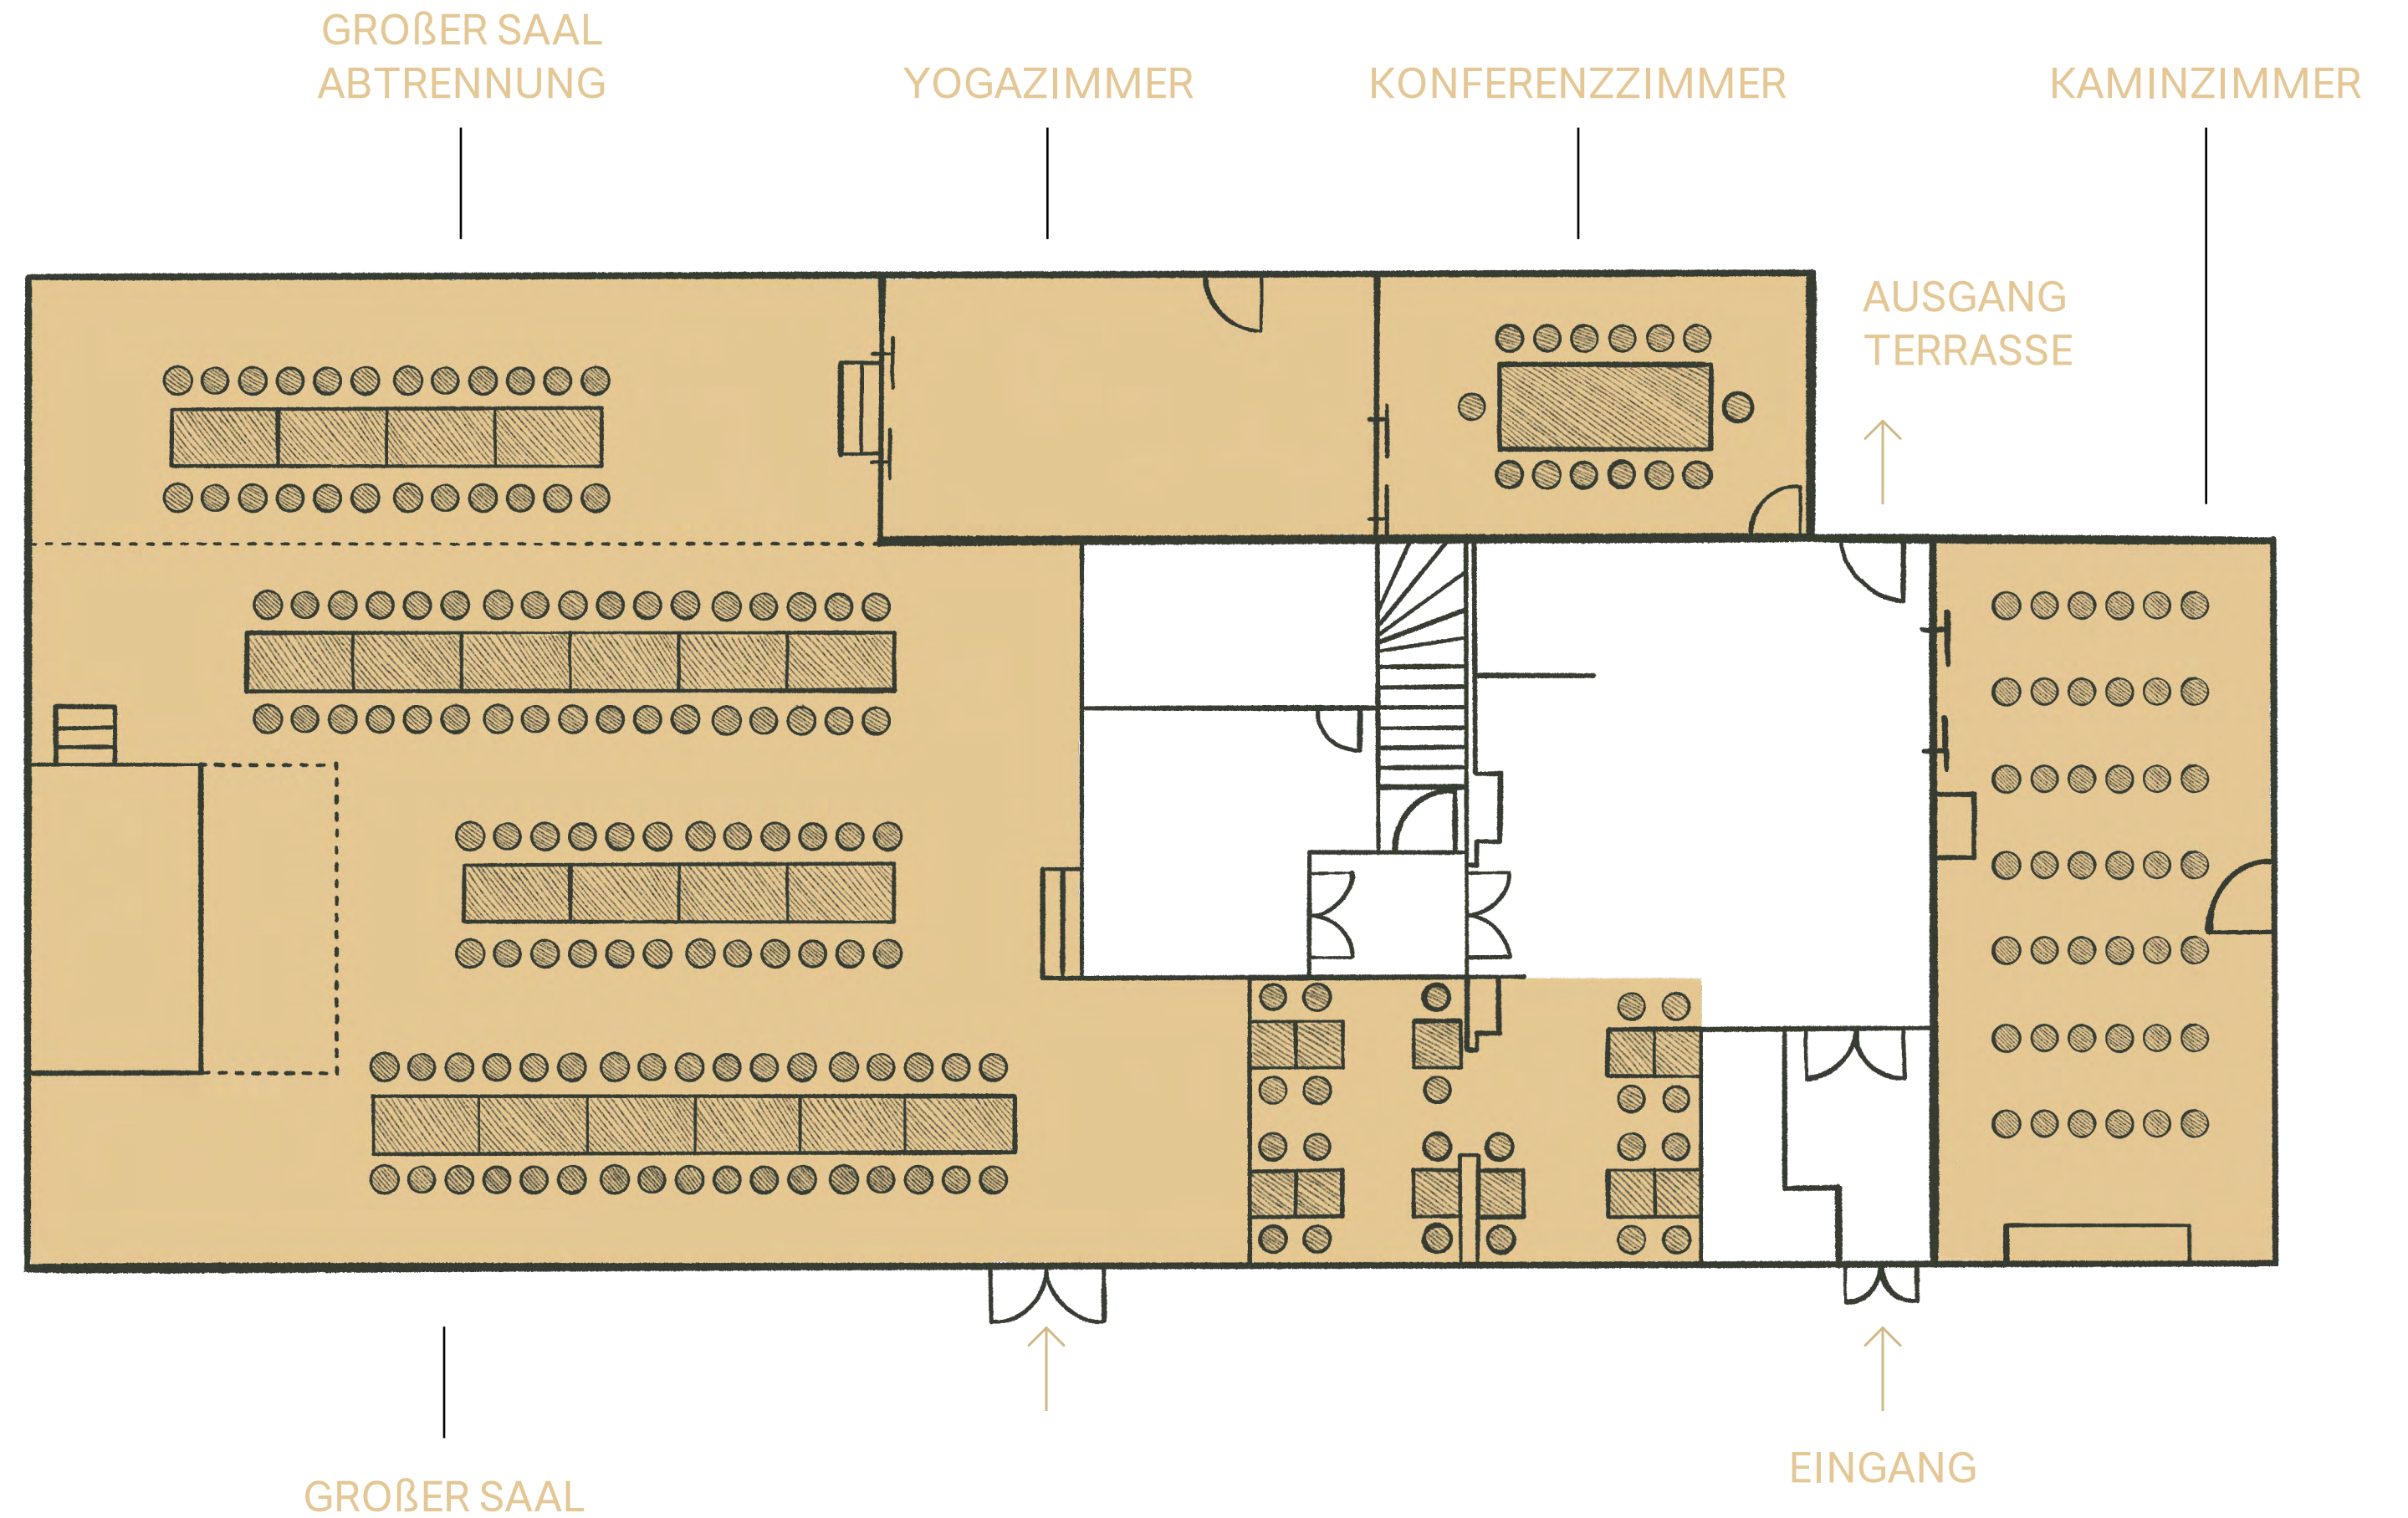 GROßER SAAL
ABTRENNUNG
YOGAZIMMER
KONFERENZZIMMER
KAMINZIMMER
AUSGANG
TERRASSE
GROßER SAAL
EINGANG